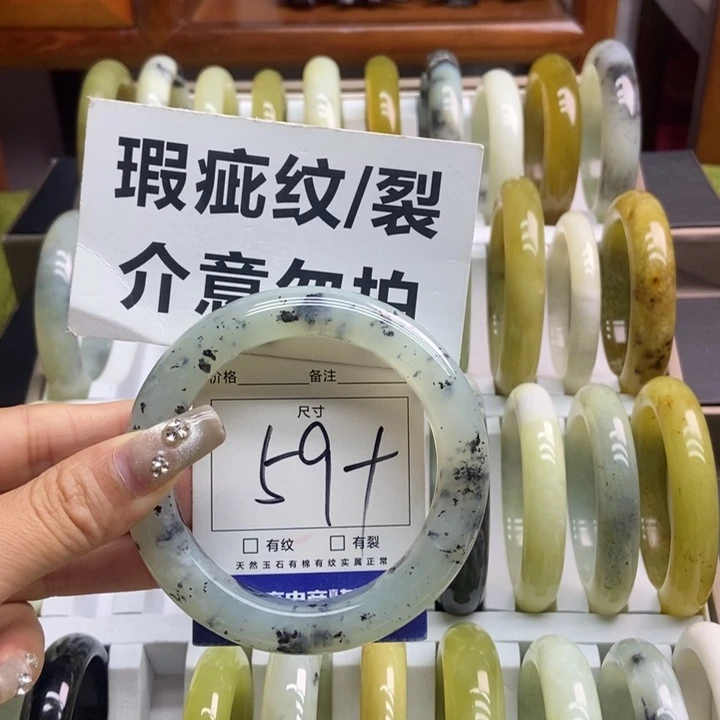 瑕疵纹/裂
介意勿拍
价格 备注
尺寸
59+
□有纹 □有裂
天然玉石有棉有纹实属正常